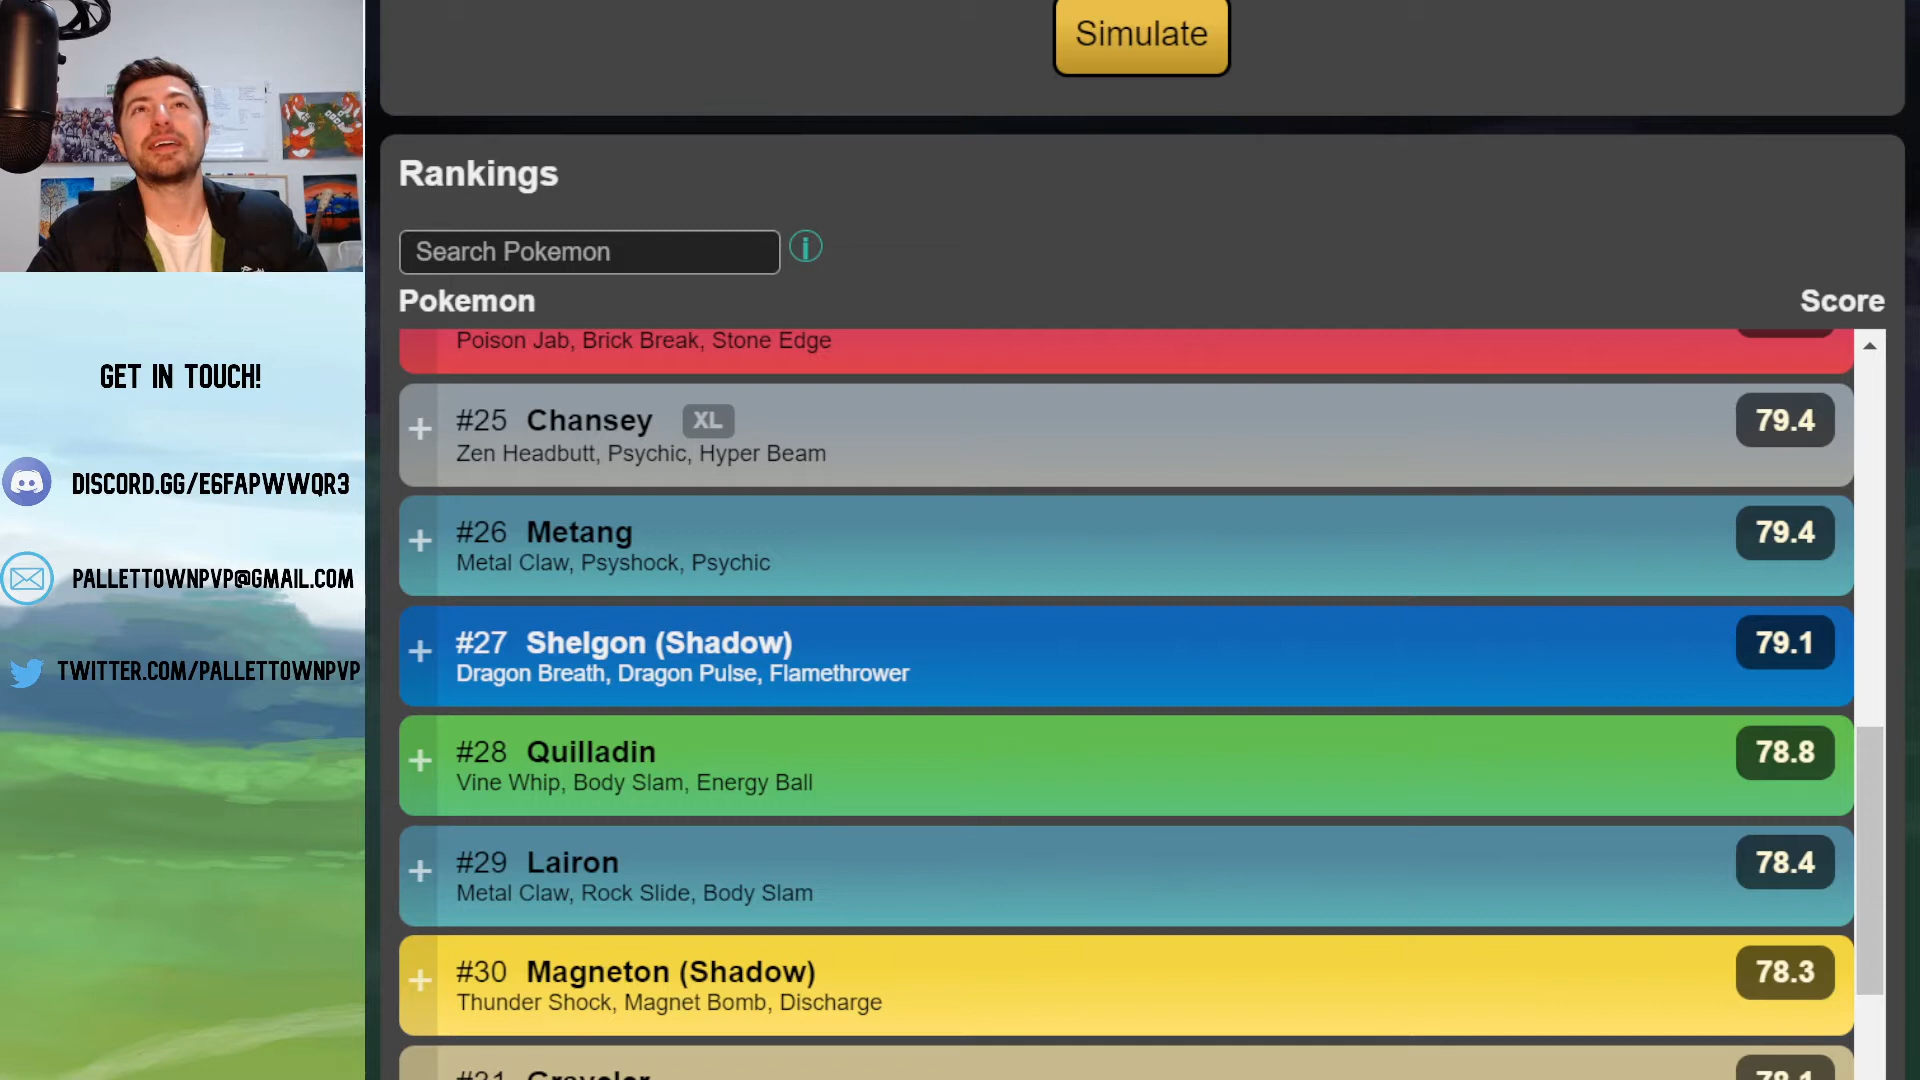 Simulate
Rankings
Search Pokemon
i
Pokemon
Score
Poison Jab, Brick Break, Stone Edge
#25 Chansey XL
79.4
Zen Headbutt, Psychic, Hyper Beam
#26 Metang
79.4
Metal Claw, Psyshock, Psychic
#27 Shelgon (Shadow)
79.1
Dragon Breath, Dragon Pulse, Flamethrower
#28 Quilladin
78.8
Vine Whip, Body Slam, Energy Ball
#29 Lairon
78.4
Metal Claw, Rock Slide, Body Slam
#30 Magneton (Shadow)
78.3
Thunder Shock, Magnet Bomb, Discharge
#31 Graveler
78.1
GET IN TOUCH!
DISCORD.GG/E6FAPWWQR3
PALLETTOWNPVP@GMAIL.COM
TWITTER.COM/PALLETTOWNPVP